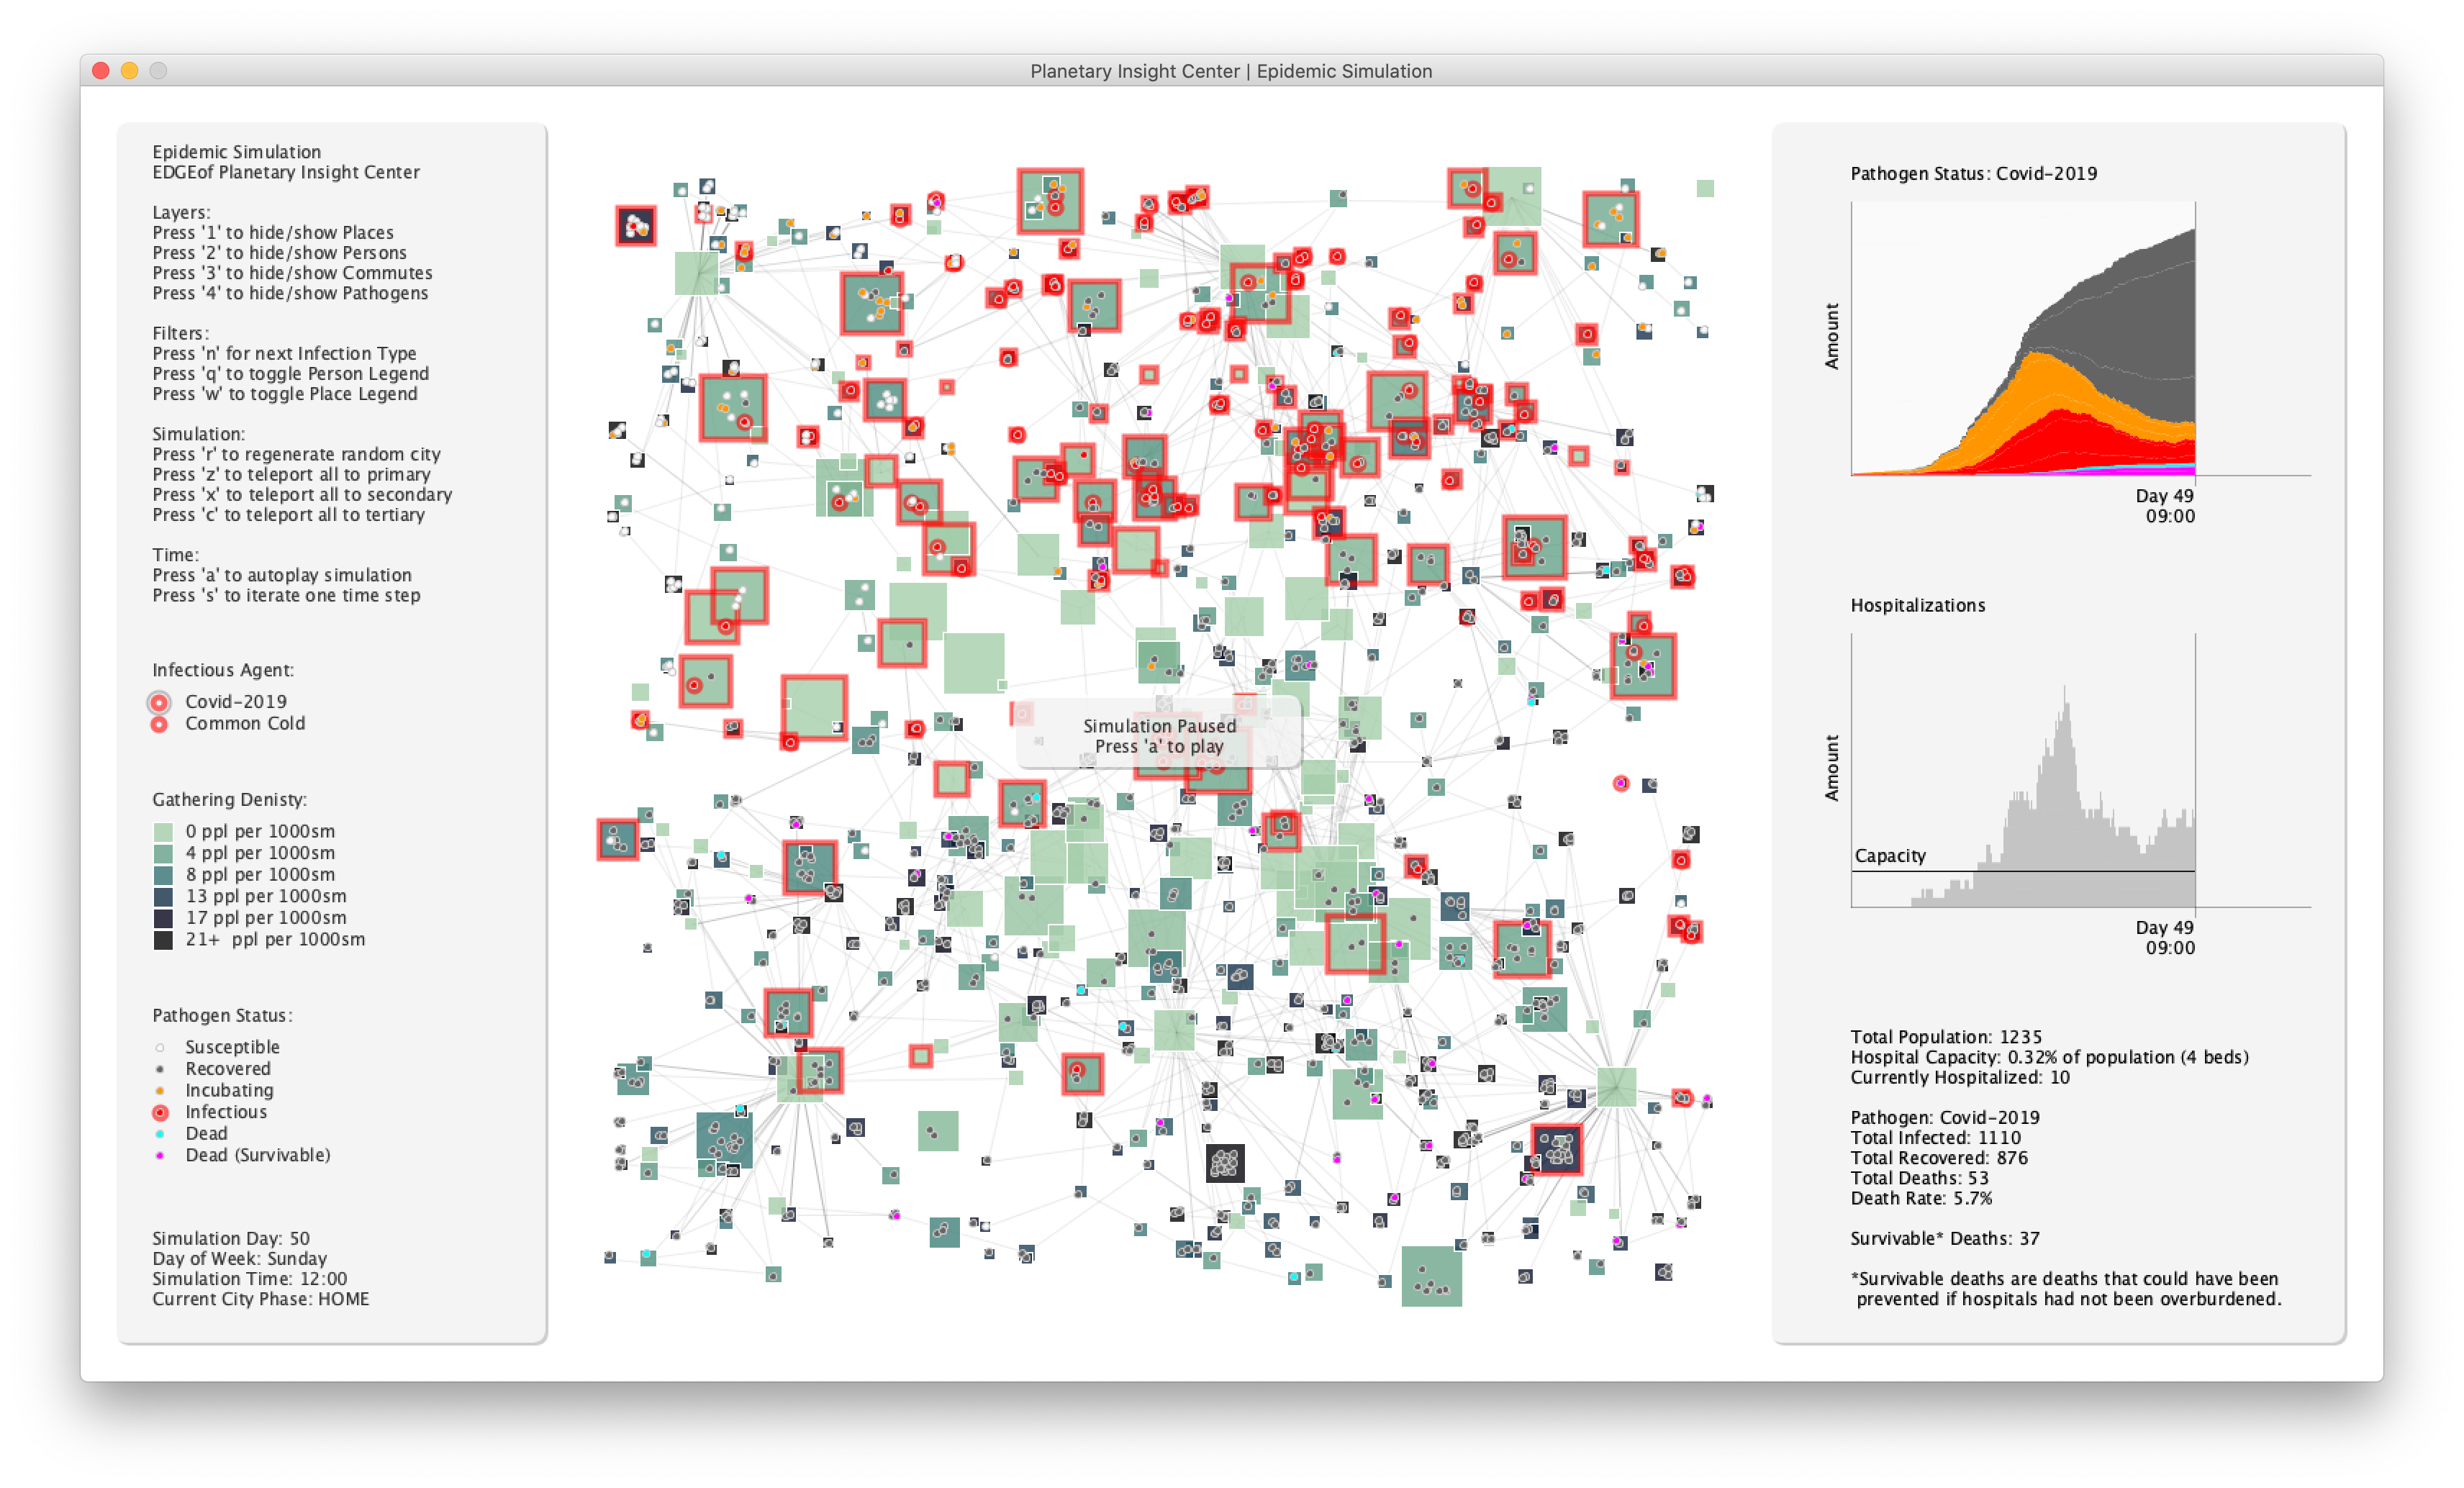 Planetary Insight Center | Epidemic Simulation
Epidemic Simulation
EDGEof Planetary Insight Center
Layers:
Press '1' to hide/show Places
Press '2' to hide/show Persons
Press '3' to hide/show Commutes
Press '4' to hide/show Pathogens
Filters:
Press 'n' for next Infection Type
Press 'q' to toggle Person Legend
Press 'w' to toggle Place Legend
Simulation:
Press 'r' to regenerate random city
Press 'z' to teleport all to primary
Press 'x' to teleport all to secondary
Press 'c' to teleport all to tertiary
Time:
Press 'a' to autoplay simulation
Press 's' to iterate one time step
Infectious Agent:
Covid-2019
Common Cold
Gathering Denisty:
0 ppl per 1000sm
4 ppl per 1000sm
8 ppl per 1000sm
13 ppl per 1000sm
17 ppl per 1000sm
21+  ppl per 1000sm
Pathogen Status:
Susceptible
Recovered
Incubating
Infectious
Dead
Dead (Survivable)
Simulation Day: 50
Day of Week: Sunday
Simulation Time: 12:00
Current City Phase: HOME
Simulation Paused
Press 'a' to play
Pathogen Status: Covid-2019
Amount
Day 49
09:00
Hospitalizations
Amount
Capacity
Day 49
09:00
Total Population: 1235
Hospital Capacity: 0.32% of population (4 beds)
Currently Hospitalized: 10
Pathogen: Covid-2019
Total Infected: 1110
Total Recovered: 876
Total Deaths: 53
Death Rate: 5.7%
Survivable* Deaths: 37
*Survivable deaths are deaths that could have been
prevented if hospitals had not been overburdened.